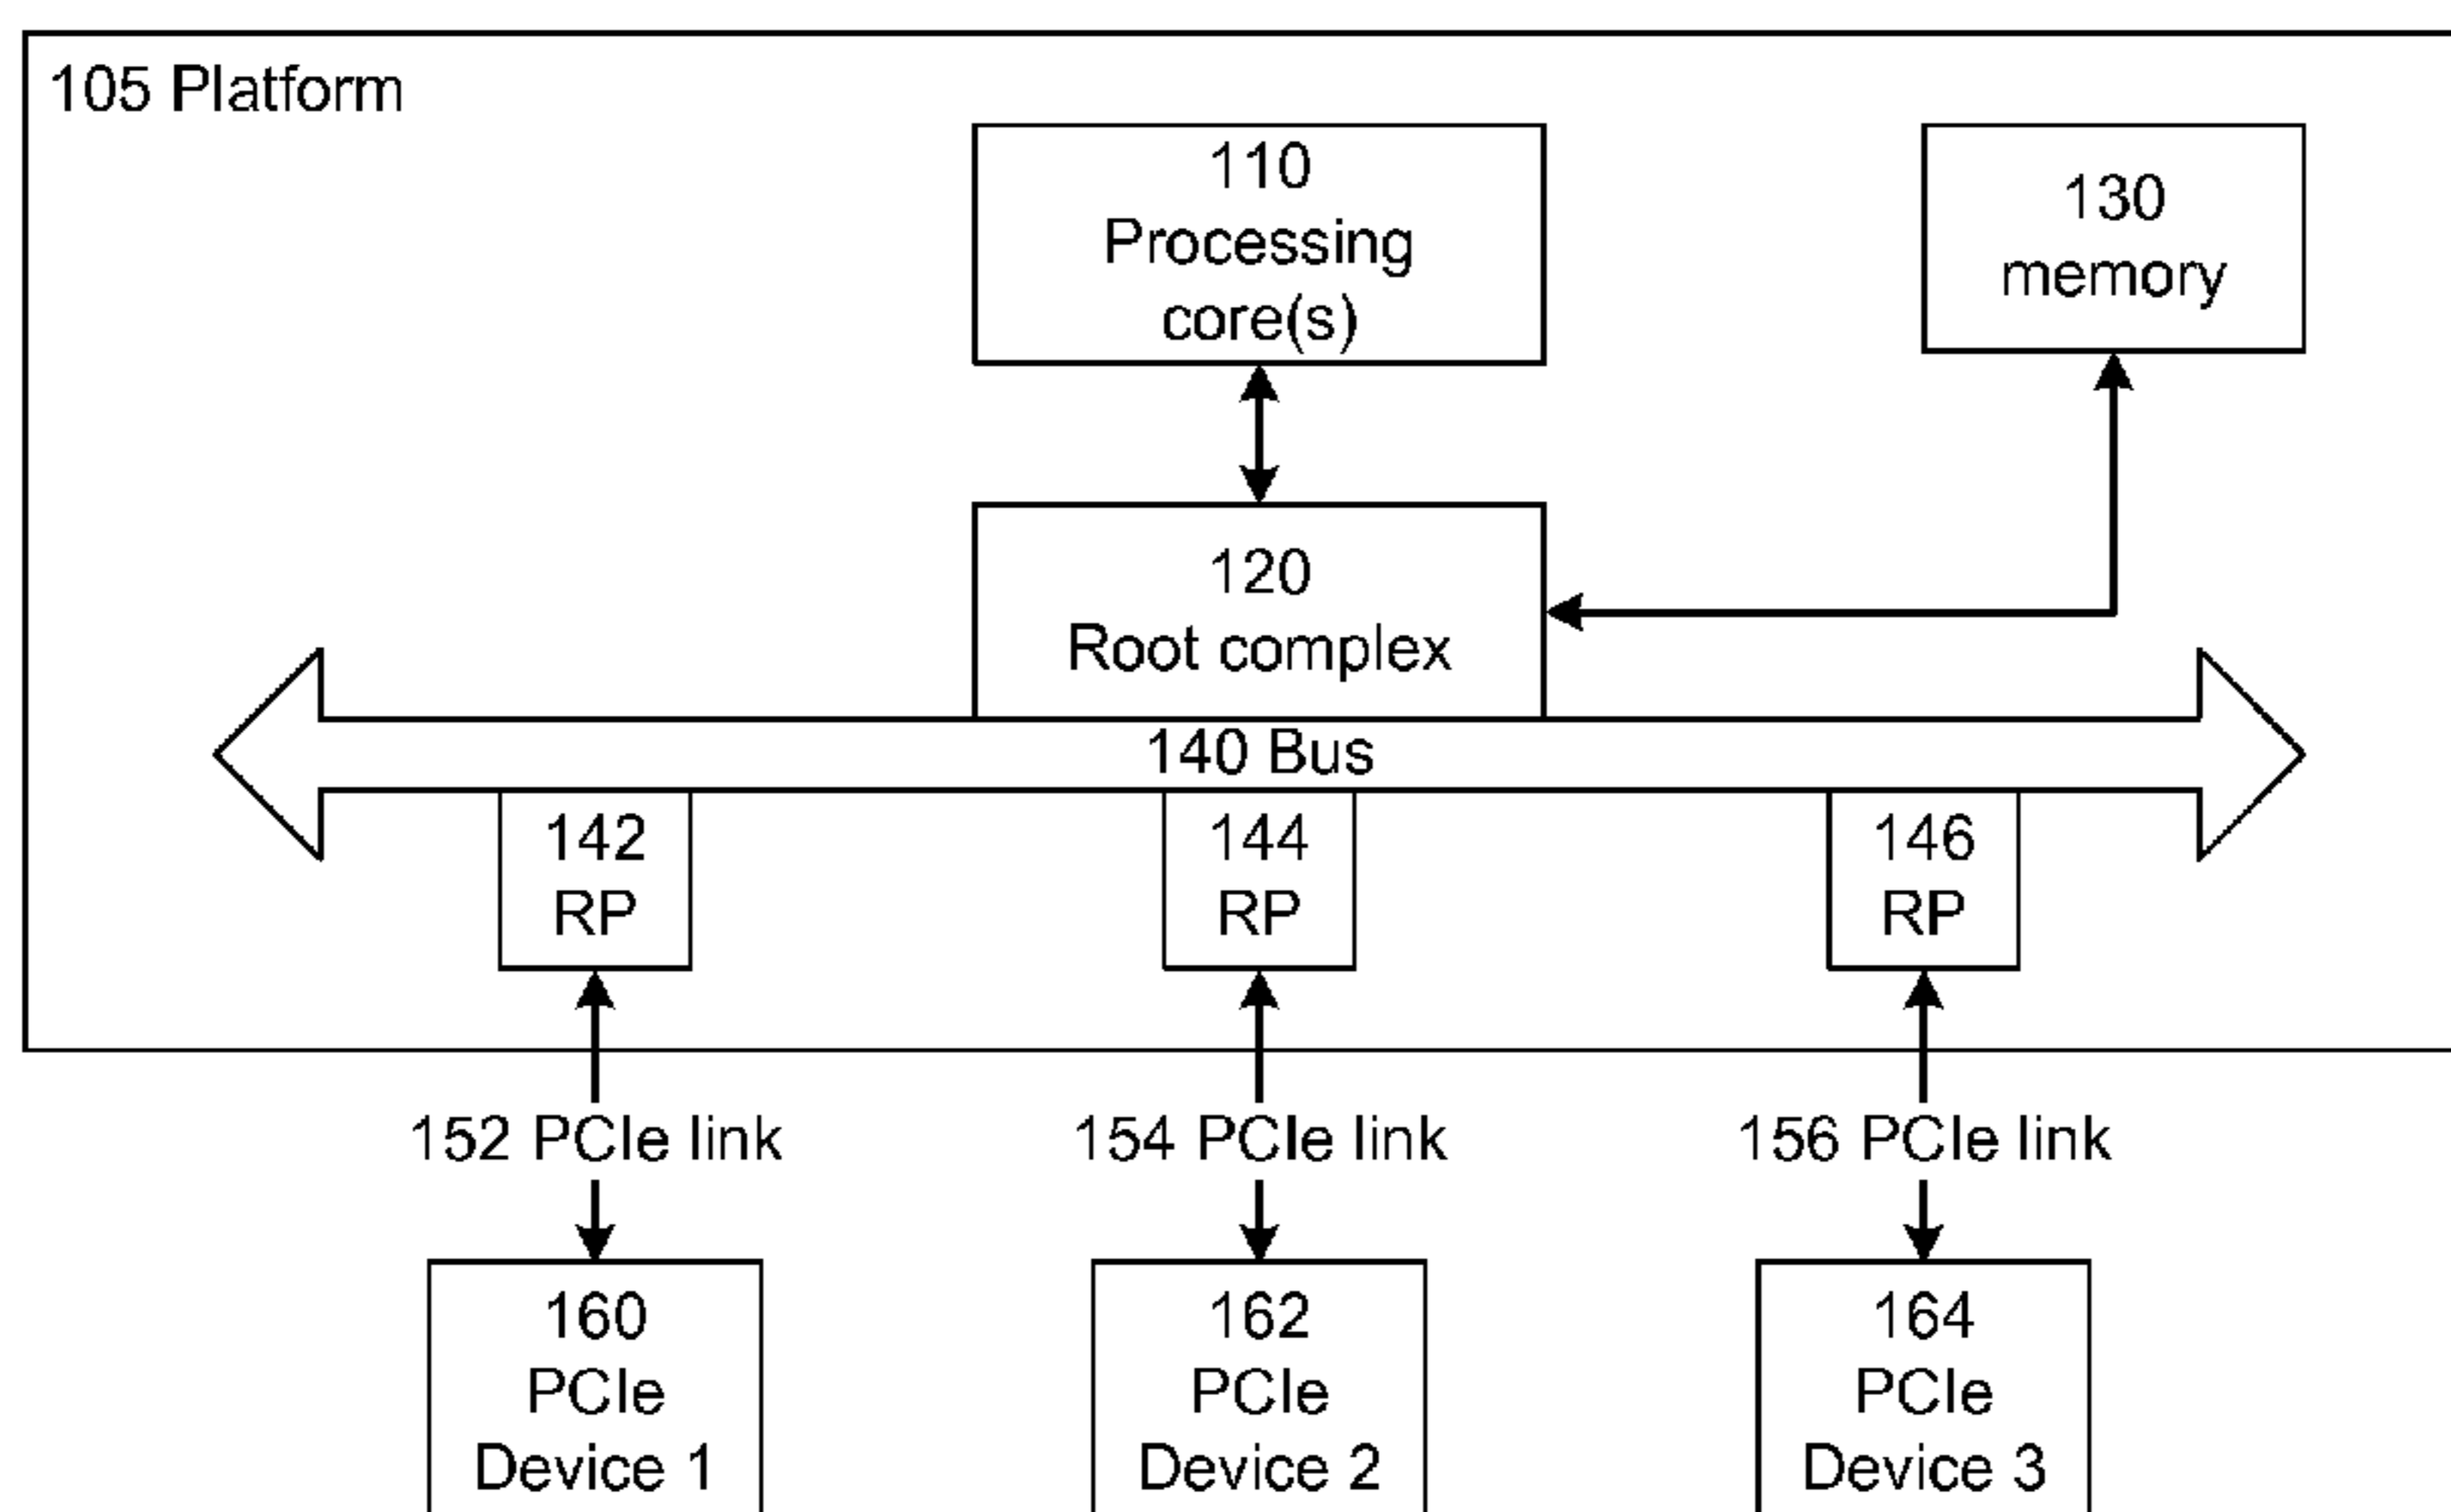 105 Platform
110
Processing
core(s)
130
memory
120
Root complex
140 Bus
142
RP
144
RP
146
RP
152 PCIe link
154 PCIe link
156 PCIe link
160
PCIe
Device 1
162
PCIe
Device 2
164
PCIe
Device 3